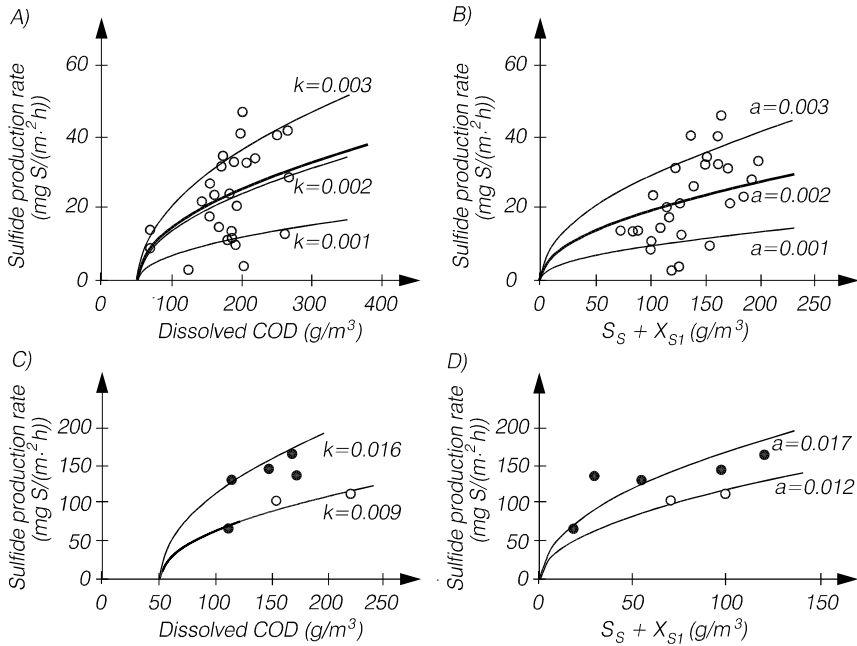 A)
Sulfide production rate
(mg S/(m·²h))
60
40
20
0
k=0.003
k=0.002
k=0.001
0 100 200 300 400
Dissolved COD (g/m³)
B)
Sulfide production rate
(mg S/(m·²h))
60
40
20
0
a=0.003
a=0.002
a=0.001
0 50 100 150 200 250
S_S + X_S1 (g/m³)
C)
Sulfide production rate
(mg S/(m·²h))
200
150
100
50
0
k=0.016
k=0.009
0 50 100 150 200 250
Dissolved COD (g/m³)
D)
Sulfide production rate
(mg S/(m·²h))
200
150
100
50
0
a=0.017
a=0.012
0 50 100 150
S_S + X_S1 (g/m³)